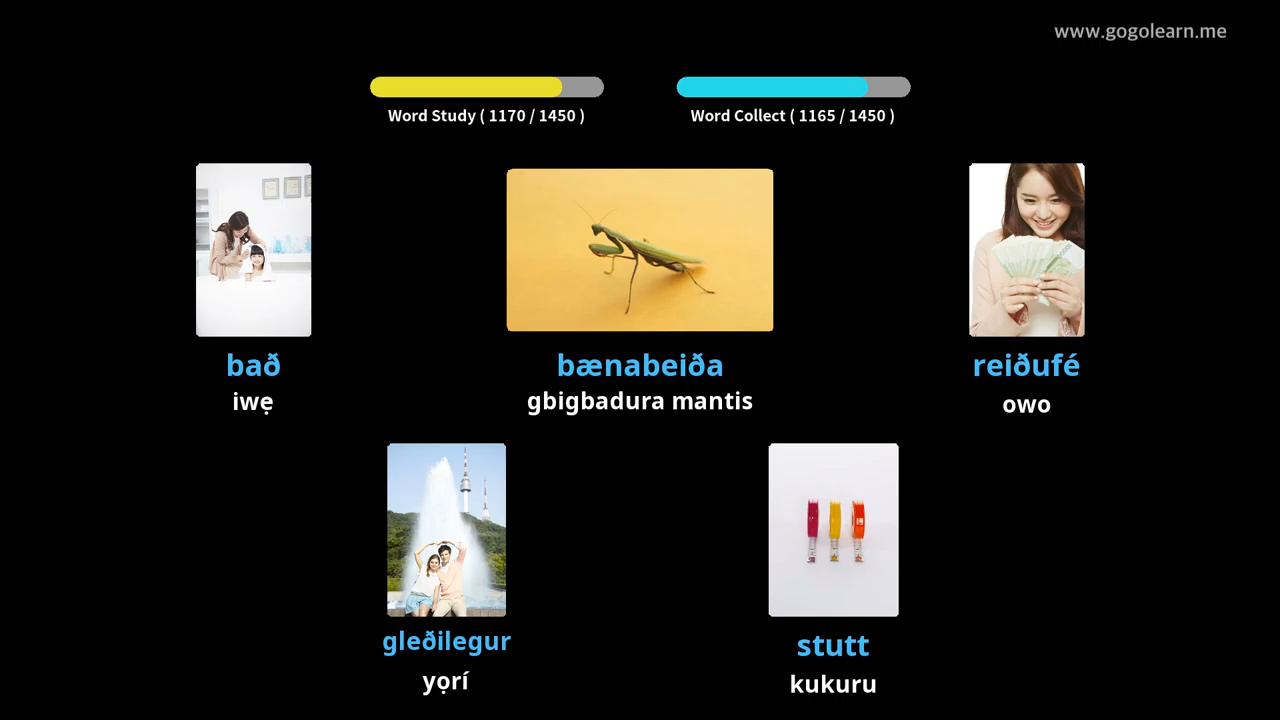 www.gogolearn.me
Word Study ( 1170 / 1450 )
Word Collect ( 1165 / 1450 )
bað
iwẹ
bænabeiða
gbigbadura mantis
reiðufé
owo
gleðilegur
yọrí
stutt
kukuru